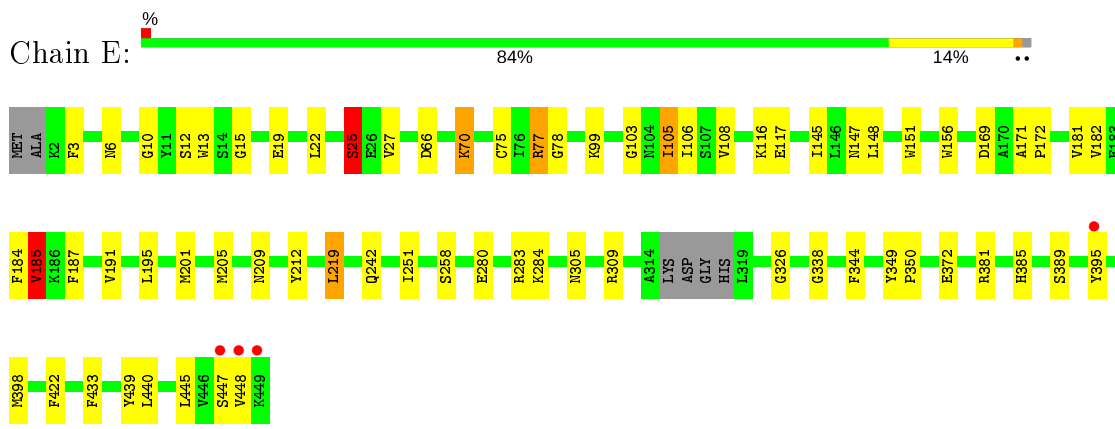 %
Chain E:
84% 14% ••
MET ALA K2 F3 N6 G10 Y11 S12 W13 S14 G15 E19 L22 S25 E26 V27 D66 K70 C75 I76 R77 G78 K99 G103 N104 I105 I106 S107 V108 K116 E117 I145 L146 N147 L148 W151 W156 D169 A170 A171 P172 V181 V182 E183
F184 V185 K186 F187 V191 L195 M201 M205 N209 Y212 L219 Q242 I251 S258 E280 R283 K284 N305 R309 A314 LYS ASP GLY HIS L319 G326 G338 F344 Y349 P350 E372 R381 H385 S389 Y395
M398 F422 F433 Y439 L440 L445 V446 S447 V448 K449